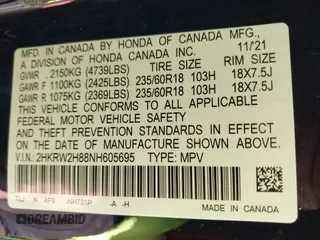 MFD. IN CANADA BY HONDA OF CANADA MFG.,
A DIVISION OF HONDA CANADA INC. 11/21
GVWR 2150KG (4739LBS) TIRE SIZE RIM SIZE
GAWR F 1100KG (2425LBS) 235/60R18 103H 18X7.5J
GAWR R 1075KG (2369LBS) 235/60R18 103H 18X7.5J
THIS VEHICLE CONFORMS TO ALL APPLICABLE
FEDERAL MOTOR VEHICLE SAFETY
AND THEFT PREVENTION STANDARDS IN EFFECT
ON THE DATE OF MANUFACTURE SHOWN ABOVE.
V.I.N.: 2HKRW2H88NH605695 TYPE: MPV
NH731P -A -H
DREAMBID